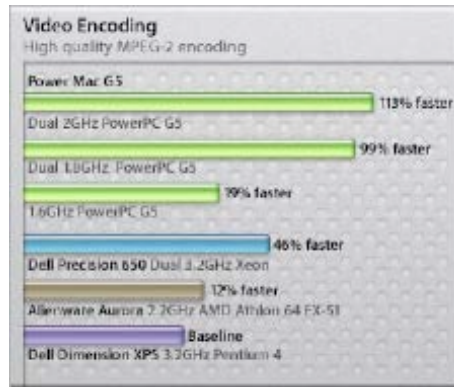 Video Encoding
High quality MPEG-2 encoding
Power Mac G5
113% faster
Dual 2GHz PowerPC G5
99% faster
Dual 1.8GHz PowerPC G5
faster
1.6GHz PowerPC G5
46% faster
Dell Precision 650 Dual 3.2GHz Xeon
12% faster
Alienware Aurora 2.2GHz AMD Athlon 64 FX-51
Baseline
Dell Dimension XPS 3.2GHz Pentium 4